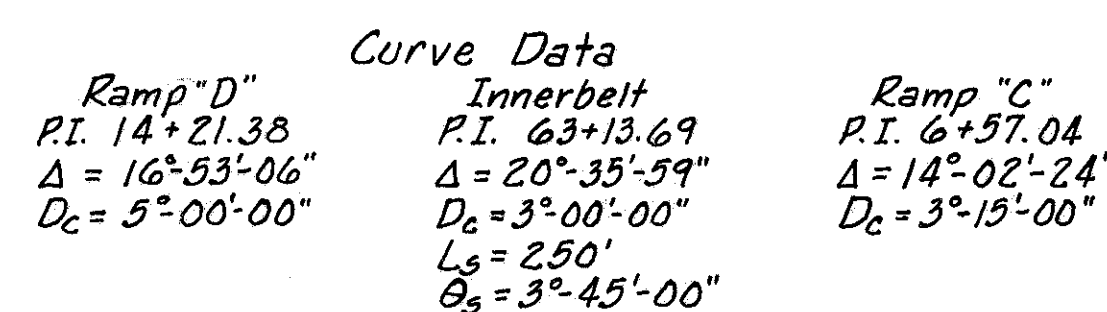 Curve Data
Ramp "D"
P.I. 14+21.38
Δ = 16°-53'-06"
Dc = 5°-00'-00"
Innerbelt
P.I. 63+13.69
Δ = 20°-35'-59"
Dc = 3°-00'-00"
Ls = 250'
θs = 3°-45'-00"
Ramp "C"
P.I. 6+57.04
Δ = 14°-02'-24'
Dc = 3°-15'-00"